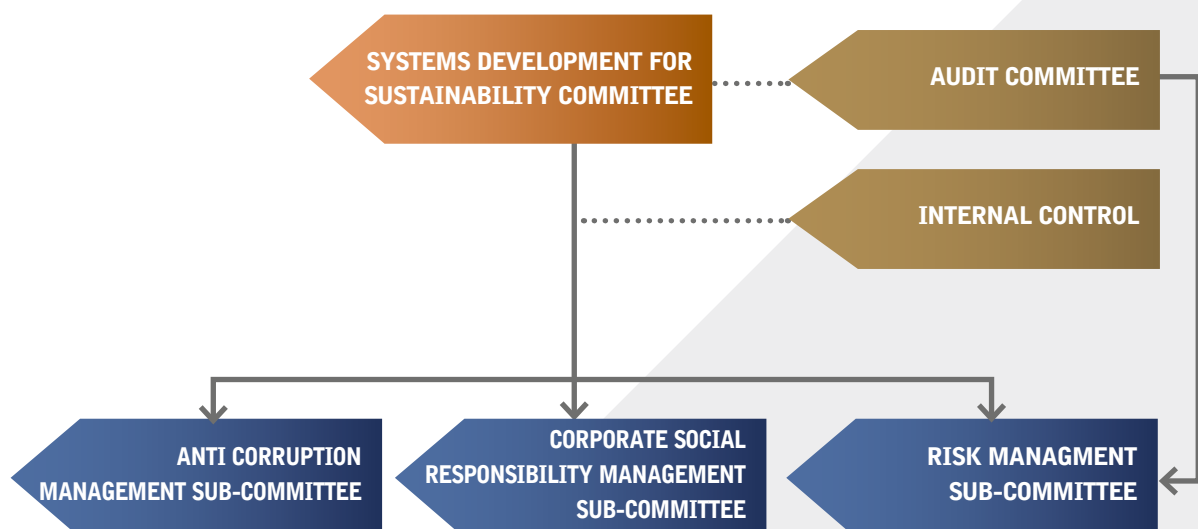 SYSTEMS DEVELOPMENT FOR
SUSTAINABILITY COMMITTEE
AUDIT COMMITTEE
INTERNAL CONTROL
ANTI CORRUPTION
MANAGEMENT SUB-COMMITTEE
CORPORATE SOCIAL
RESPONSIBILITY MANAGEMENT
SUB-COMMITTEE
RISK MANAGMENT
SUB-COMMITTEE